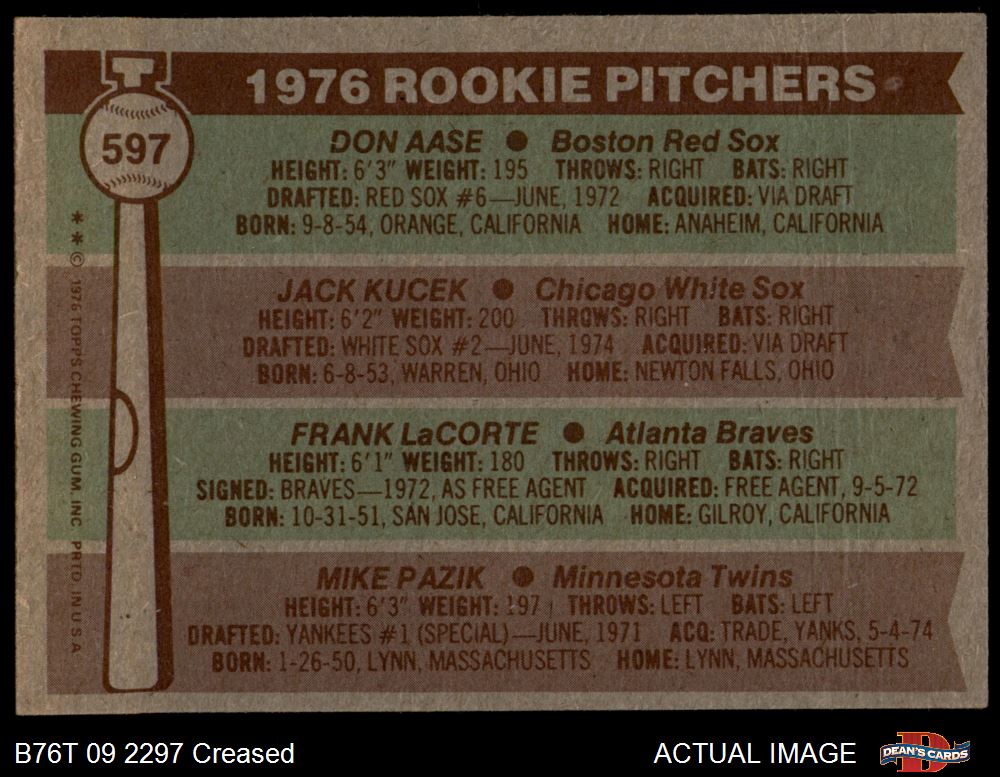 1976 ROOKIE PITCHERS
T
597
DON AASE ● Boston Red Sox
HEIGHT: 6'3" WEIGHT: 195 THROWS: RIGHT BATS: RIGHT
DRAFTED: RED SOX #6—JUNE, 1972 ACQUIRED: VIA DRAFT
BORN: 9-8-54, ORANGE, CALIFORNIA HOME: ANAHEIM, CALIFORNIA
JACK KUCEK ● Chicago White Sox
HEIGHT: 6'2" WEIGHT: 200 THROWS: RIGHT BATS: RIGHT
DRAFTED: WHITE SOX #2—JUNE, 1974 ACQUIRED: VIA DRAFT
BORN: 6-8-53, WARREN, OHIO HOME: NEWTON FALLS, OHIO
FRANK LaCORTE ● Atlanta Braves
HEIGHT: 6'1" WEIGHT: 180 THROWS: RIGHT BATS: RIGHT
SIGNED: BRAVES—1972, AS FREE AGENT ACQUIRED: FREE AGENT, 9-5-72
BORN: 10-31-51, SAN JOSE, CALIFORNIA HOME: GILROY, CALIFORNIA
MIKE PAZIK ● Minnesota Twins
HEIGHT: 6'3" WEIGHT: 197 THROWS: LEFT BATS: LEFT
DRAFTED: YANKEES #1 (SPECIAL)—JUNE, 1971 ACQ: TRADE, YANKS, 5-4-74
BORN: 1-26-50, LYNN, MASSACHUSETTS HOME: LYNN, MASSACHUSETTS
** © 1976 TOPPS CHEWING GUM, INC. PRTD. IN U.S.A.
B76T 09 2297 Creased
ACTUAL IMAGE
DEAN'S CARDS